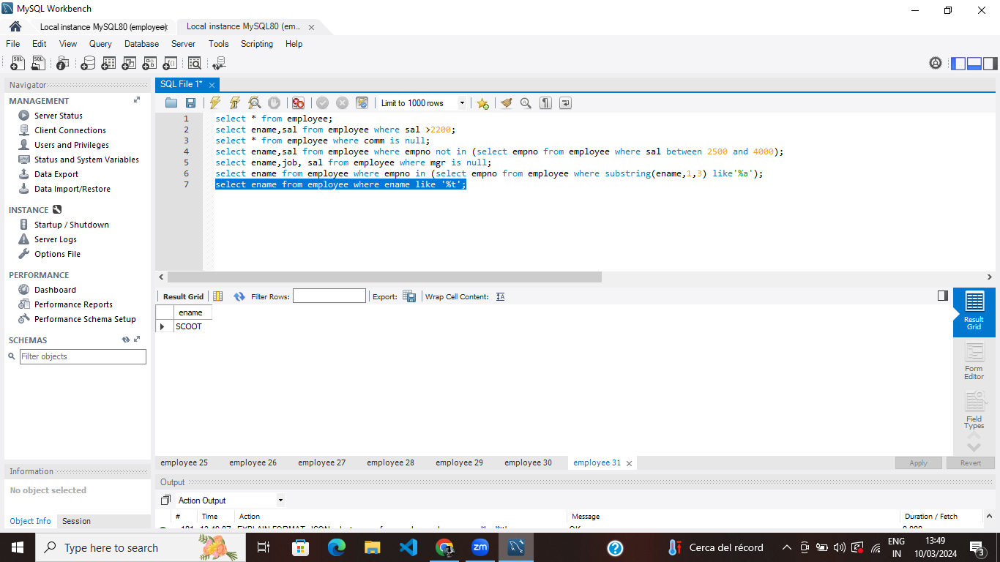 MySQL Workbench
Local instance MySQL80 (employee)
Local instance MySQL80 (em...
File Edit View Query Database Server Tools Scripting Help
Navigator
MANAGEMENT
Server Status
Client Connections
Users and Privileges
Status and System Variables
Data Export
Data Import/Restore
INSTANCE
Startup / Shutdown
Server Logs
Options File
PERFORMANCE
Dashboard
Performance Reports
Performance Schema Setup
SCHEMAS
Filter objects
Information
No object selected
Object Info Session
SQL File 1*
Limit to 1000 rows
1 select * from employee;
2 select ename,sal from employee where sal >2200;
3 select * from employee where comm is null;
4 select ename,sal from employee where empno not in (select empno from employee where sal between 2500 and 4000);
5 select ename,job, sal from employee where mgr is null;
6 select ename from employee where empno in (select empno from employee where substring(ename,1,3) like'%a');
7 select ename from employee where ename like '%t';
Result Grid Filter Rows: Export: Wrap Cell Content:
ename
SCOOT
Result Grid
Form Editor
Field Types
employee 25 employee 26 employee 27 employee 28 employee 29 employee 30 employee 31
Apply Revert
Output
Action Output
# Time Action Message Duration / Fetch
Type here to search
zm
Cerca del récord
ENG IN
13:49
10/03/2024
3